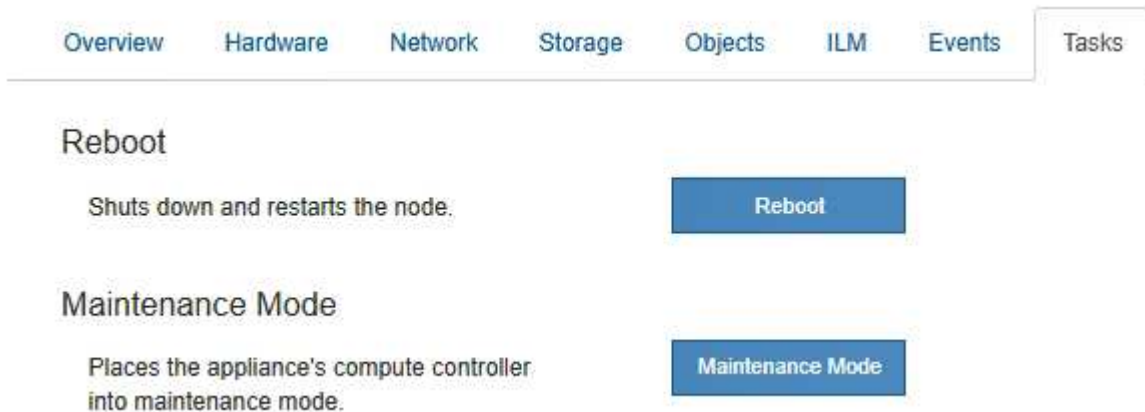 Overview Hardware Network Storage Objects ILM Events Tasks
Reboot
Shuts down and restarts the node. Reboot
Maintenance Mode
Places the appliance's compute controller Maintenance Mode
into maintenance mode.